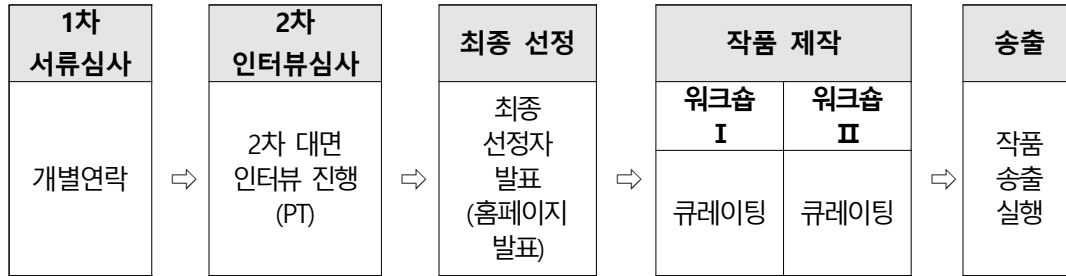 1차
서류심사
개별연락
⇨
2차
인터뷰심사
2차 대면
인터뷰 진행
(PT)
⇨
최종 선정
최종
선정자
발표
(홈페이지
발표)
⇨
작품 제작
워크숍
Ⅰ
큐레이팅
워크숍
Ⅱ
큐레이팅
⇨
송출
작품
송출
실행